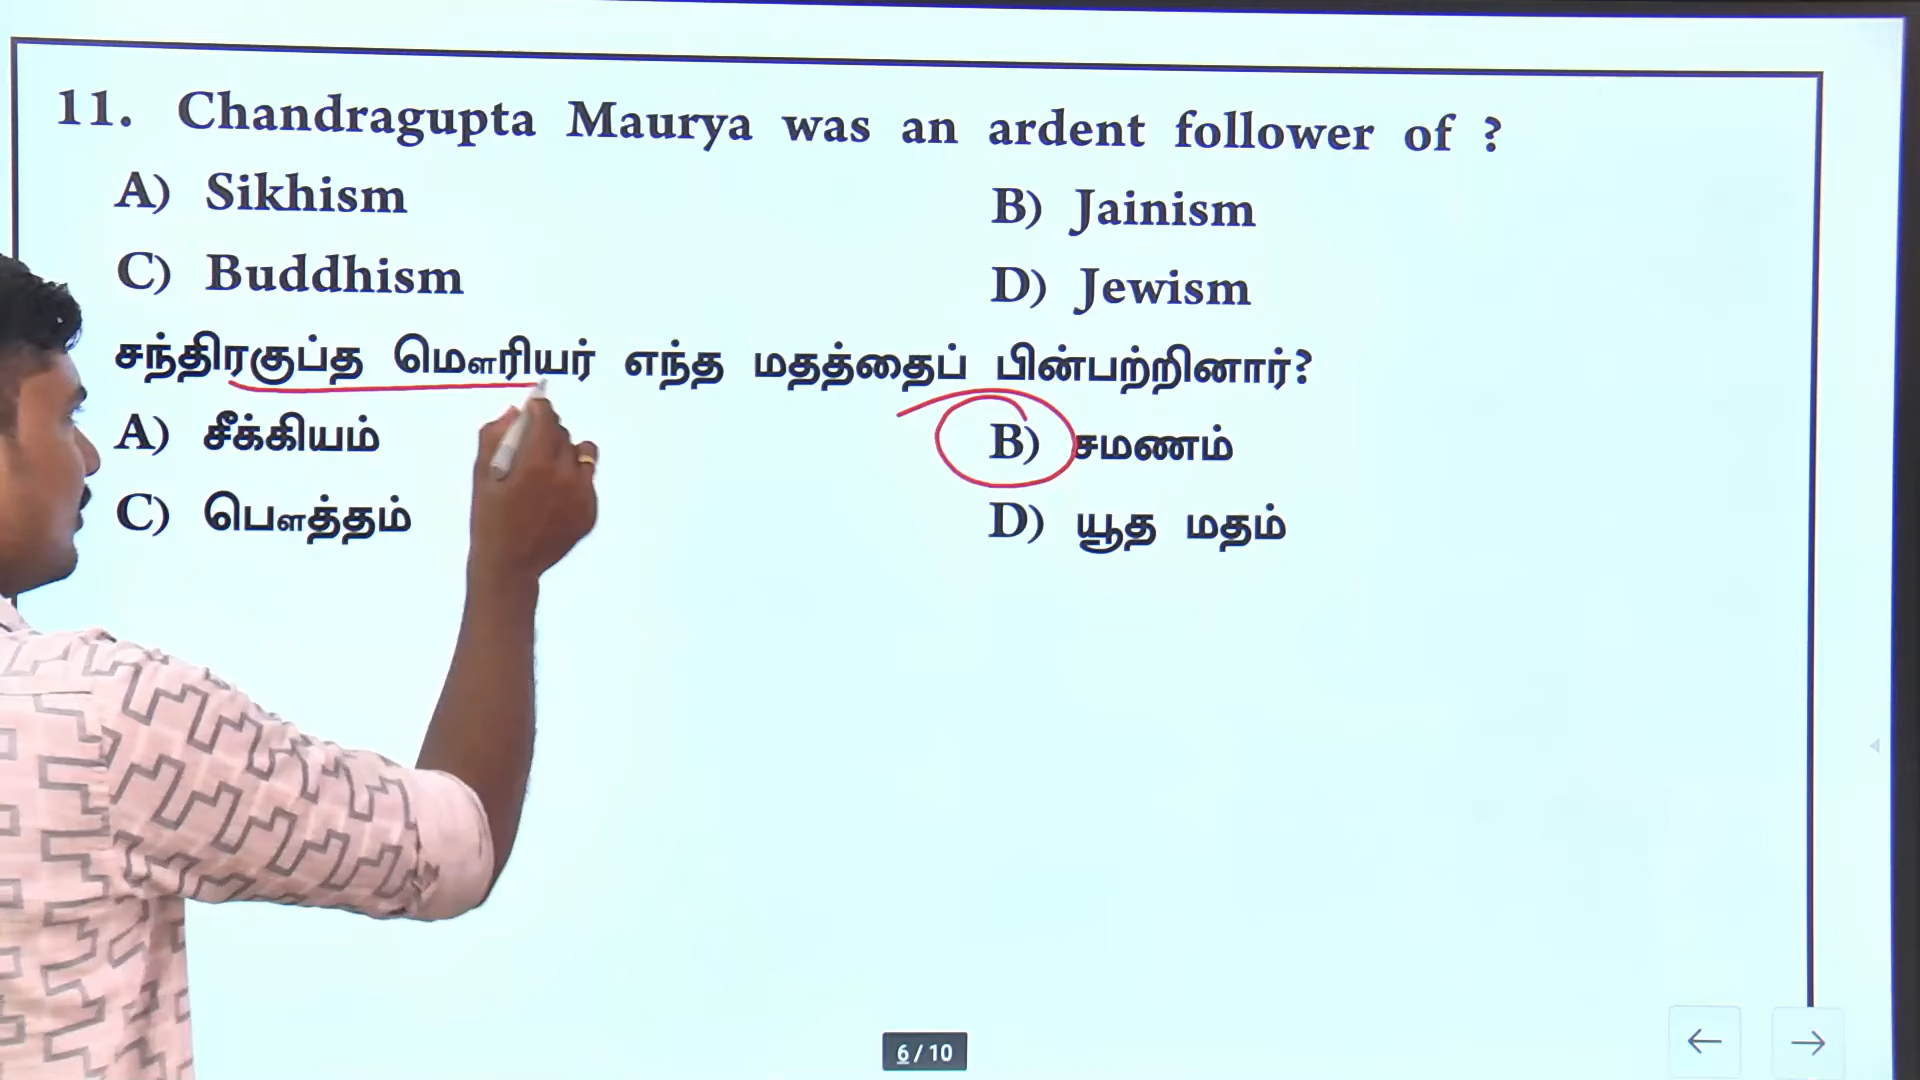 11. Chandragupta Maurya was an ardent follower of ?
A) Sikhism B) Jainism
C) Buddhism D) Jewism
சந்திரகுப்த மௌரியர் எந்த மதத்தைப் பின்பற்றினார்?
A) சீக்கியம் B) சமணம்
C) பௌத்தம் D) யூத மதம்
6 / 10